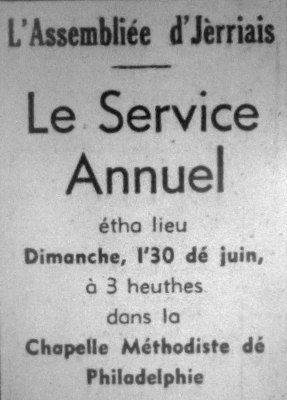 L'Assembliée d'Jèrriais
Le Service
Annuel
étha lieu
Dimanche, l'30 dé juin,
à 3 heuthes
dans la
Chapelle Méthodiste dé
Philadelphie